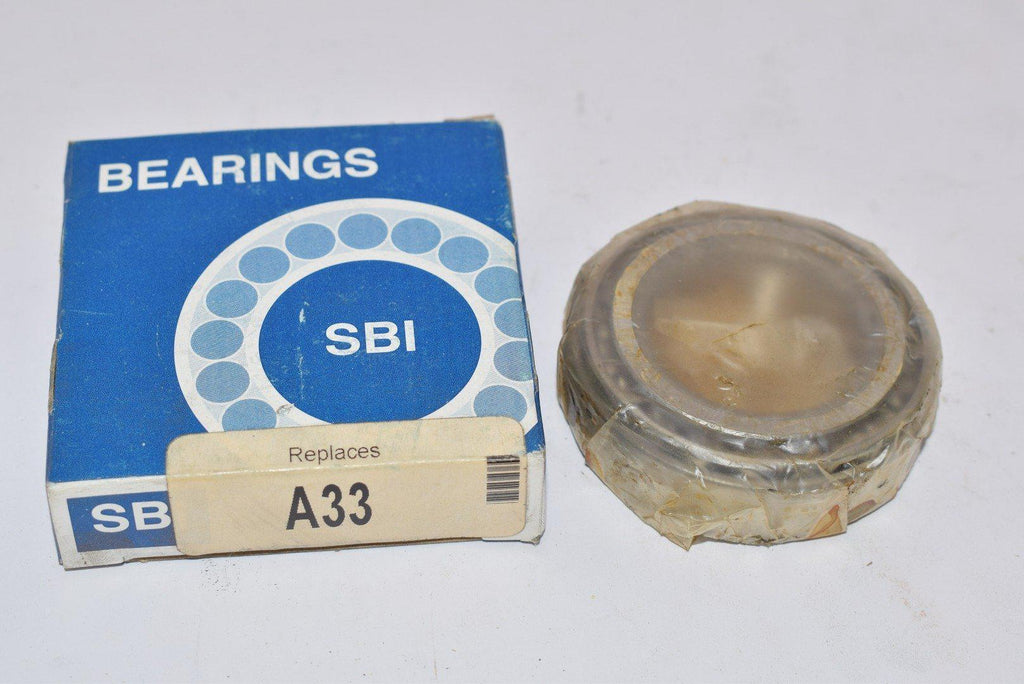 BEARINGS
SBI
Replaces
A33
SB